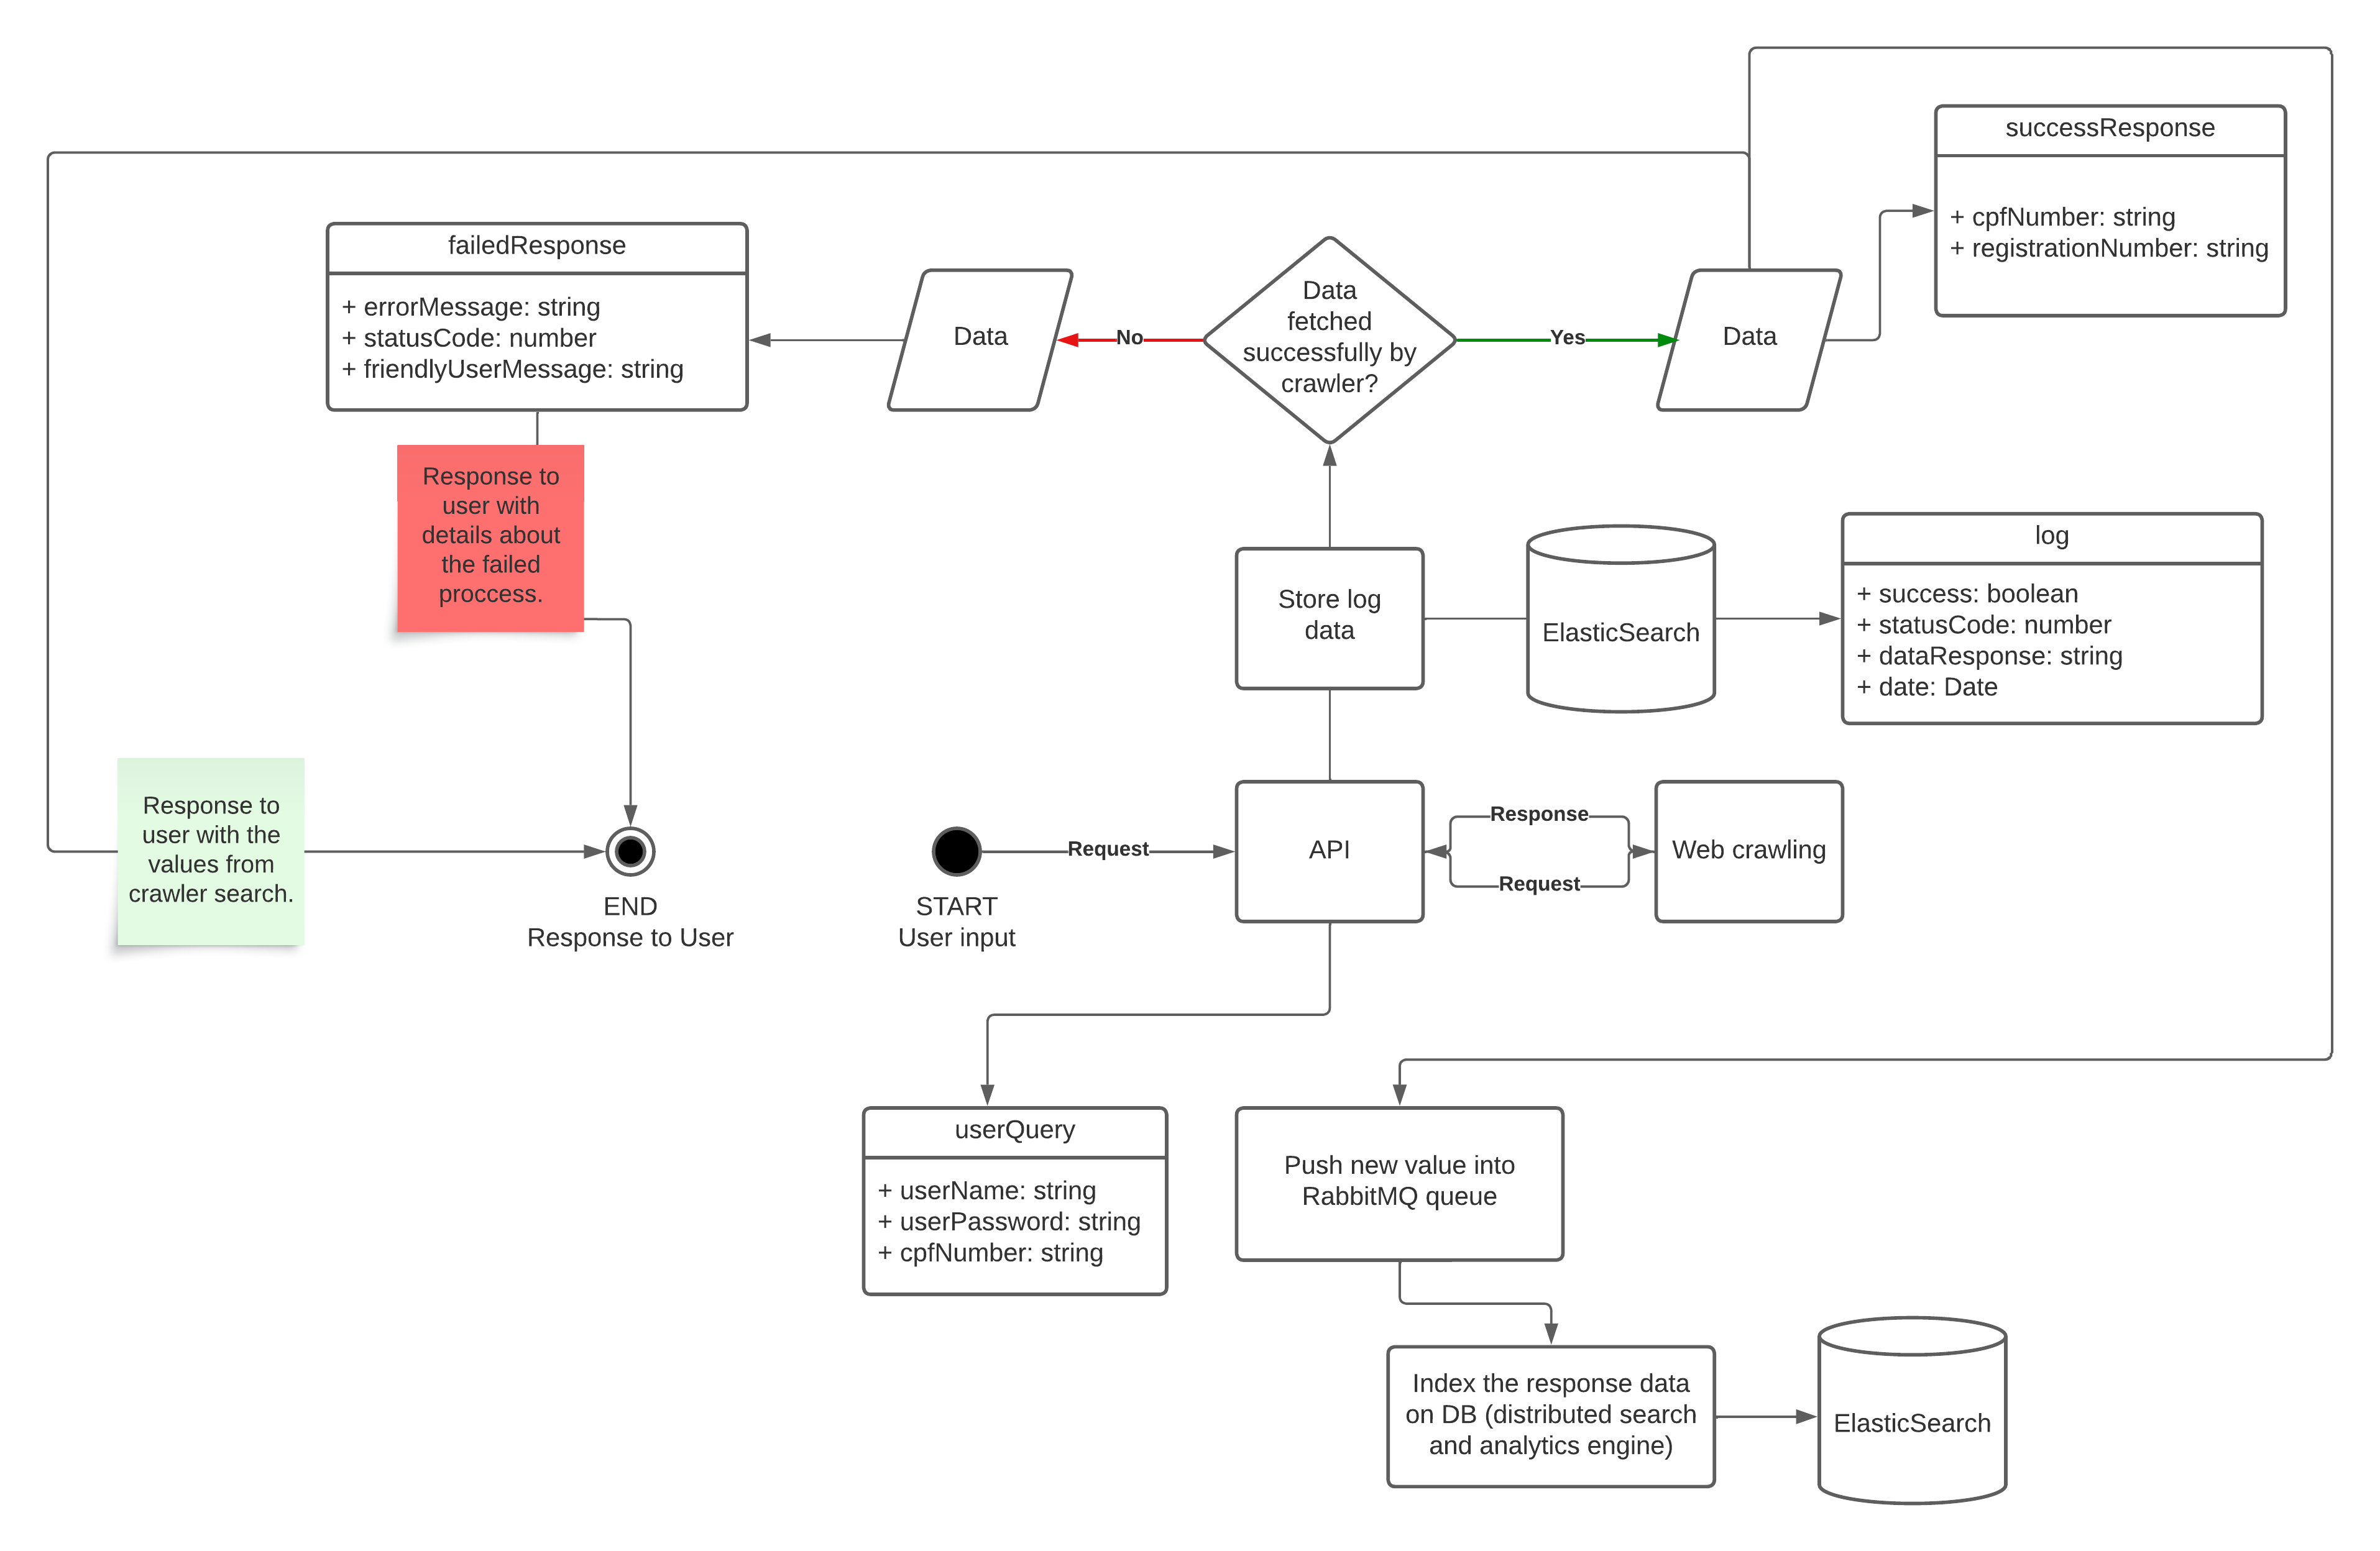 successResponse
+ cpfNumber: string
+ registrationNumber: string
failedResponse
+ errorMessage: string
+ statusCode: number
+ friendlyUserMessage: string
Data
No
Data
fetched
successfully by
crawler?
Yes
Data
Response to
user with
details about
the failed
proccess.
Store log
data
ElasticSearch
log
+ success: boolean
+ statusCode: number
+ dataResponse: string
+ date: Date
Response to
user with the
values from
crawler search.
END
Response to User
START
User input
Request
API
Response
Request
Web crawling
userQuery
+ userName: string
+ userPassword: string
+ cpfNumber: string
Push new value into
RabbitMQ queue
Index the response data
on DB (distributed search
and analytics engine)
ElasticSearch